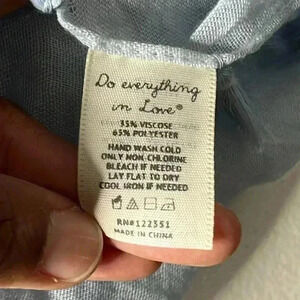 Do everything
in Love®
35% VISCOSE
65% POLYESTER
HAND WASH COLD
ONLY NON-CHLORINE
BLEACH IF NEEDED
LAY FLAT TO DRY
COOL IRON IF NEEDED
RN#122351
MADE IN CHINA